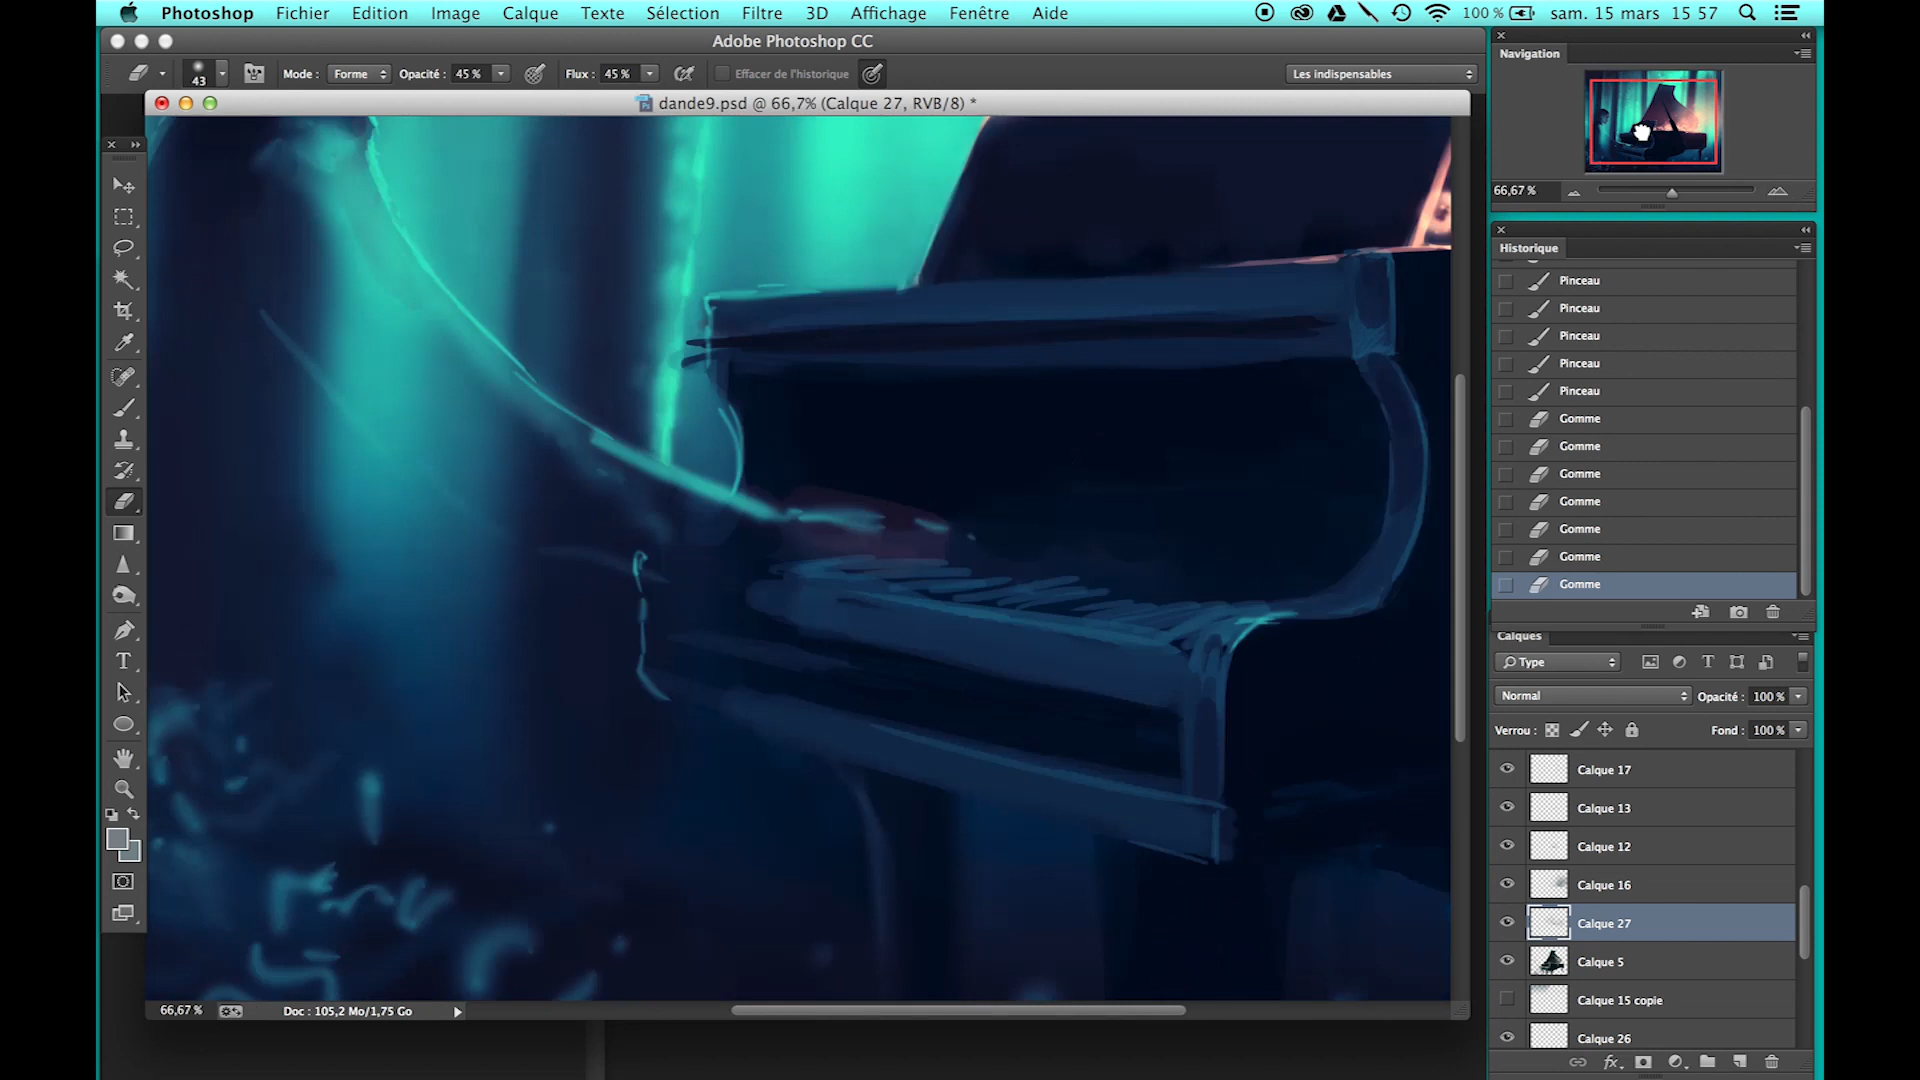 Photoshop Fichier Edition Image Calque Texte Sélection Filtre 3D Affichage Fenêtre Aide 100 % sam. 15 mars 15 57
Adobe Photoshop CC
43 Mode : Forme Opacité : 45 % Flux : 45 % Effacer de l'historique Les indispensables
dande9.psd @ 66,7% (Calque 27, RVB/8) *
Navigation
66,67 %
Historique
Pinceau
Pinceau
Pinceau
Pinceau
Pinceau
Gomme
Gomme
Gomme
Gomme
Gomme
Gomme
Gomme
Calques
Type
Normal Opacité : 100 %
Verrou : Fond : 100 %
Calque 17
Calque 13
Calque 12
Calque 16
Calque 27
Calque 5
Calque 15 copie
Calque 26
66,67 % Doc : 105,2 Mo/1,75 Go